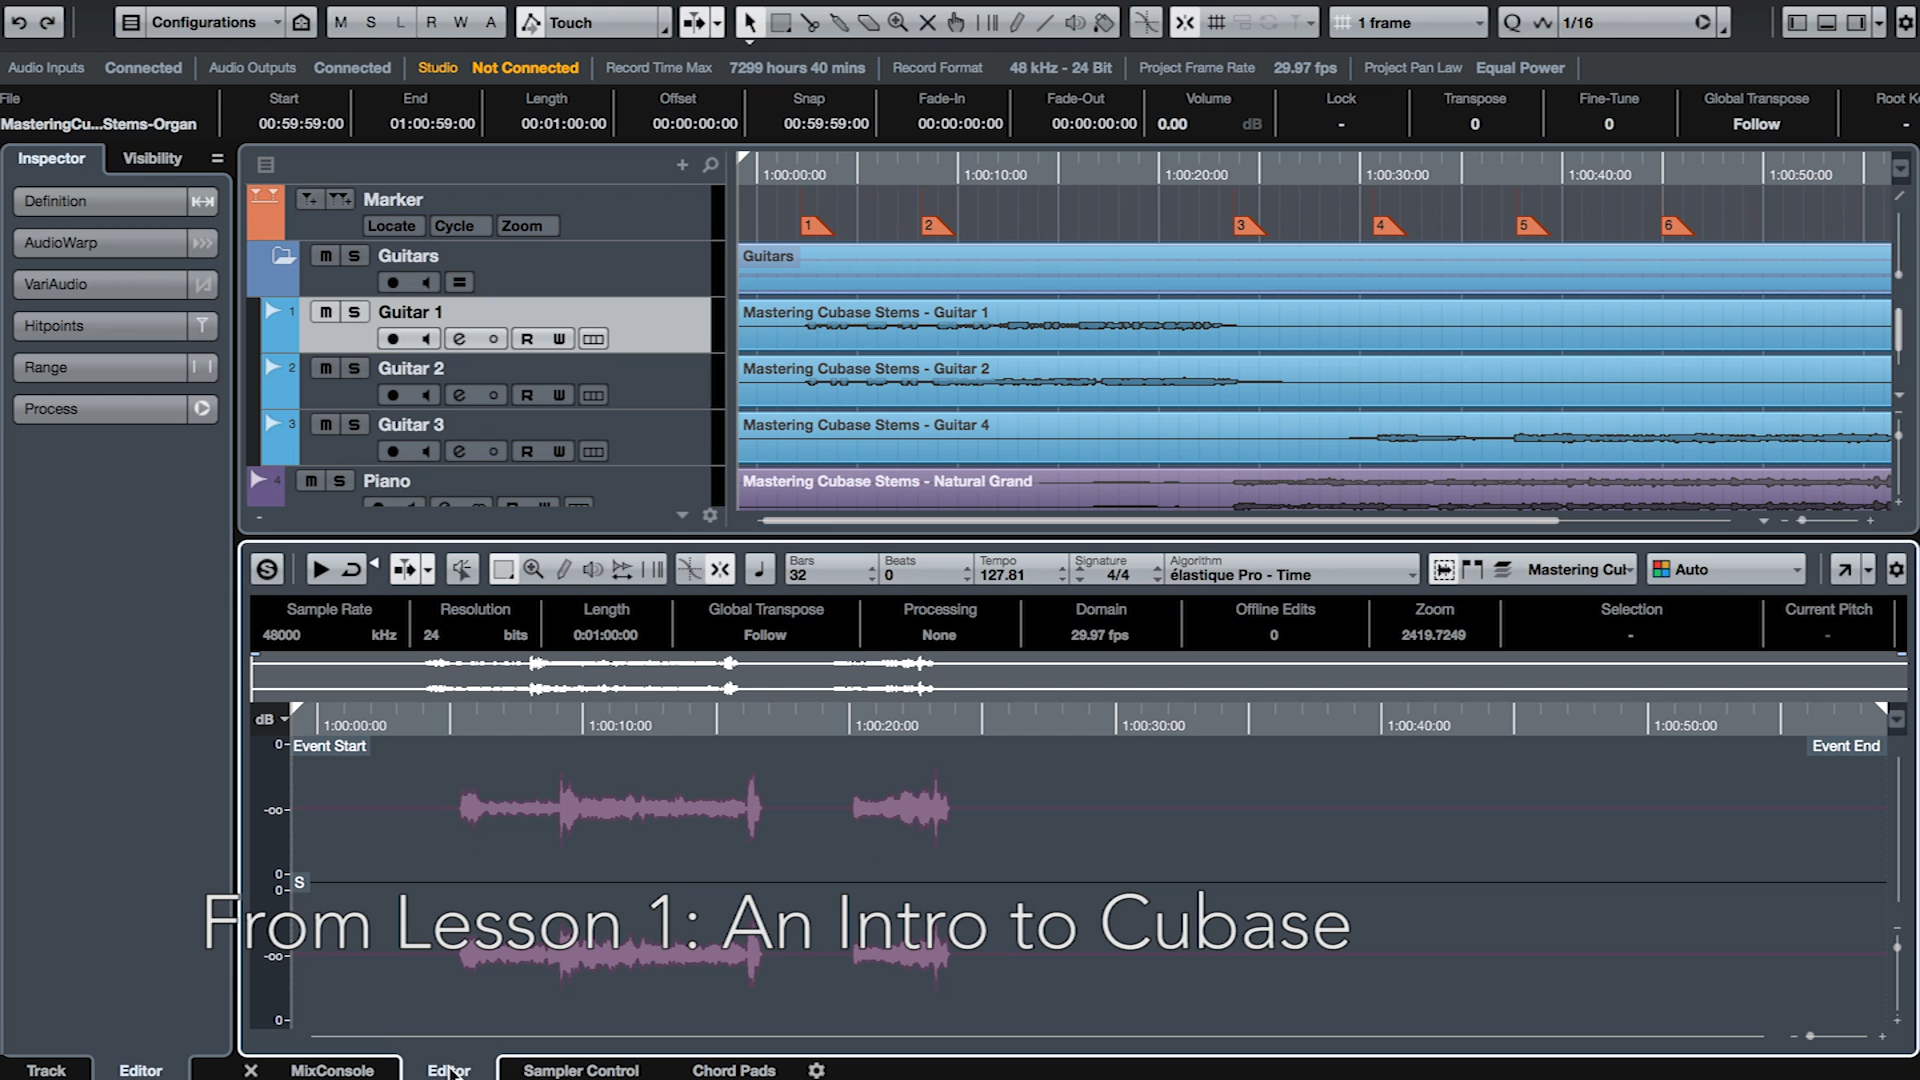 Configurations M S L R W A Touch 1 frame Q 1/16
Audio Inputs Connected Audio Outputs Connected Studio Not Connected Record Time Max 7299 hours 40 mins Record Format 48 kHz - 24 Bit Project Frame Rate 29.97 fps Project Pan Law Equal Power
File Start End Length Offset Snap Fade-In Fade-Out Volume Lock Transpose Fine-Tune Global Transpose Root K
MasteringCu...Stems-Organ 00:59:59:00 01:00:59:00 00:01:00:00 00:00:00:00 00:59:59:00 00:00:00:00 00:00:00:00 0.00 dB - 0 0 Follow -
Inspector Visibility
Definition
AudioWarp
VariAudio
Hitpoints
Range
Process
1:00:00:00 1:00:10:00 1:00:20:00 1:00:30:00 1:00:40:00 1:00:50:00
Marker
Locate Cycle Zoom
1 2 3 4 5 6
m S Guitars
Guitars
1 m S Guitar 1
e R W
Mastering Cubase Stems - Guitar 1
2 m S Guitar 2
e R W
Mastering Cubase Stems - Guitar 2
3 m S Guitar 3
e R W
Mastering Cubase Stems - Guitar 4
4 m S Piano
Mastering Cubase Stems - Natural Grand
Bars Beats Tempo Signature Algorithm
32 0 127.81 4/4 élastique Pro - Time Mastering Cul Auto
Sample Rate Resolution Length Global Transpose Processing Domain Offline Edits Zoom Selection Current Pitch
48000 kHz 24 bits 0:01:00:00 Follow None 29.97 fps 0 2419.7249 - -
dB 1:00:00:00 1:00:10:00 1:00:20:00 1:00:30:00 1:00:40:00 1:00:50:00
0 Event Start Event End
-oo
0
0
S
From Lesson 1: An Intro to Cubase
-oo
0
Track Editor MixConsole Editor Sampler Control Chord Pads